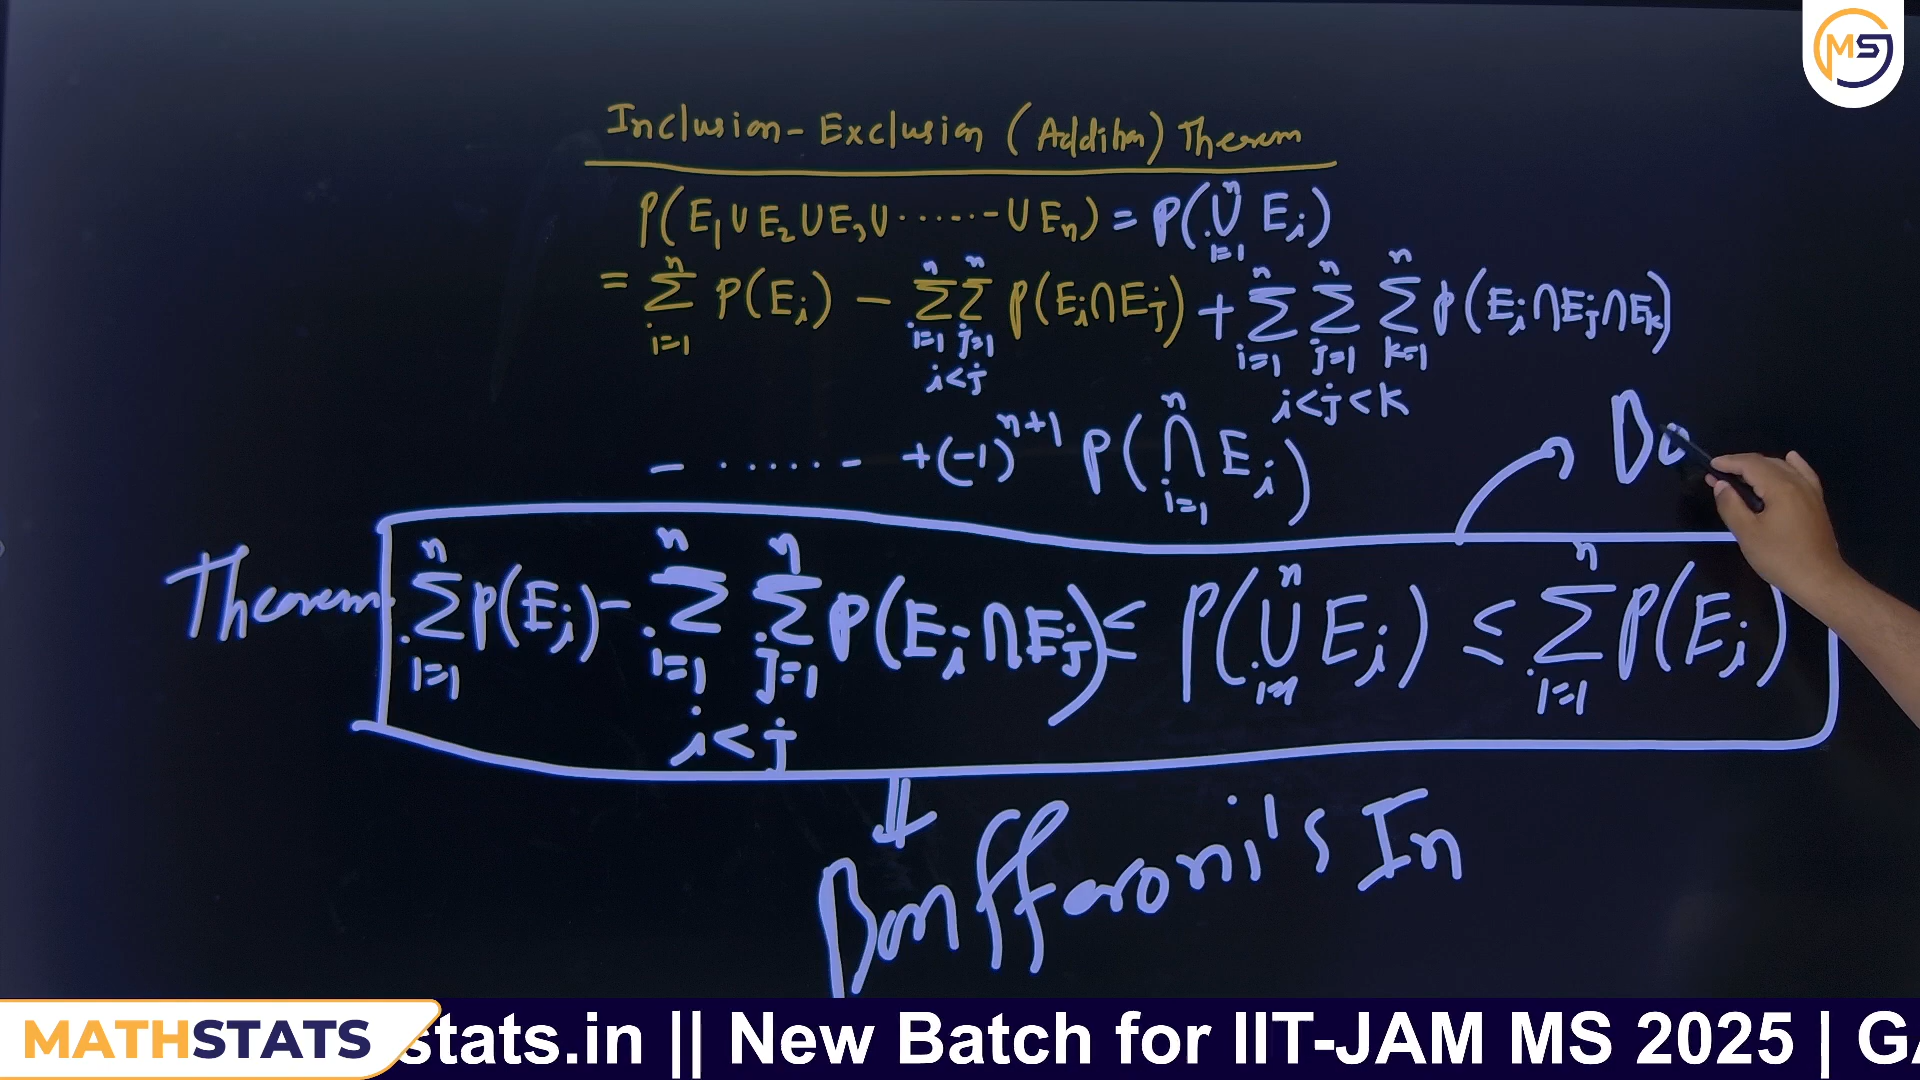 MS
Inclusion-Exclusion (Addition) Theorem
P(E₁∪E₂∪E₃∪......-∪Eₙ) = P(⋃ᵢ₌₁ⁿ Eᵢ)
= ∑ᵢ₌₁ⁿ P(Eᵢ) − ∑ᵢ₌₁ⁿ ∑ⱼ₌₁ⁿ P(Eᵢ∩Eⱼ) + ∑ᵢ₌₁ⁿ ∑ⱼ₌₁ⁿ ∑ₖ₌₁ⁿ P(Eᵢ∩Eⱼ∩Eₖ)
i<j i<j<k
− ...... - +(-1)ⁿ⁺¹ P(⋂ᵢ₌₁ⁿ Eᵢ)
Theorem: ∑ᵢ₌₁ⁿ P(Eᵢ) − ∑ᵢ₌₁ⁿ ∑ⱼ₌₁ⁿ P(Eᵢ∩Eⱼ) ≤ P(⋃ᵢ₌₁ⁿ Eᵢ) ≤ ∑ᵢ₌₁ⁿ P(Eᵢ)
i<j
Bonfferoni's In
MATHSTATS stats.in || New Batch for IIT-JAM MS 2025 | GA